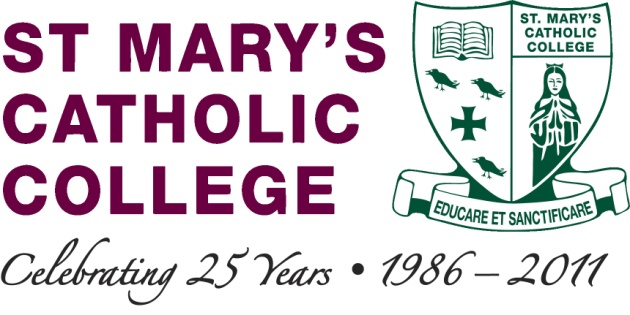 ST MARY'S
CATHOLIC
COLLEGE
ST. MARY'S
CATHOLIC
COLLEGE
EDUCARE ET SANCTIFICARE
Celebrating 25 Years • 1986 – 2011